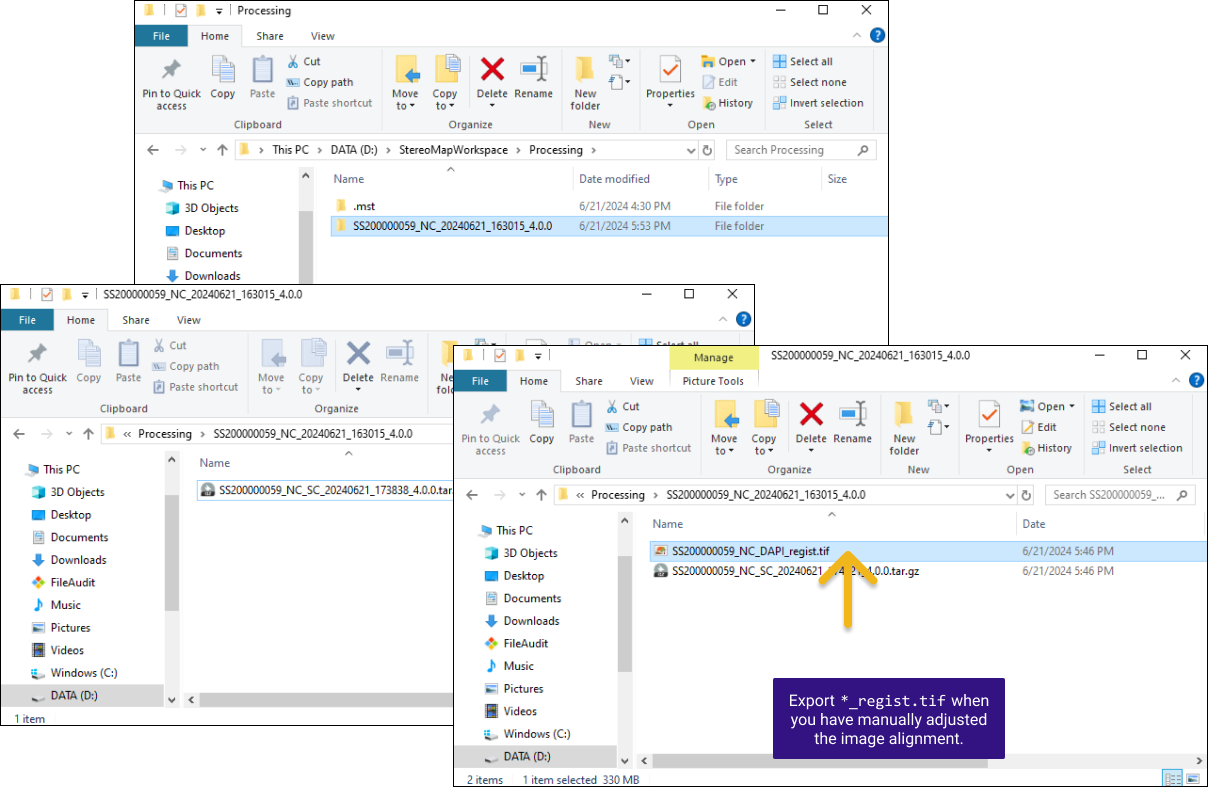 Processing
File Home Share View
Pin to Quick access
Copy
Paste
Cut
Copy path
Paste shortcut
Clipboard
Move to
Copy to
Delete
Rename
Organize
New folder
New
Properties
Open
Edit
History
Open
Select all
Select none
Invert selection
Select
This PC DATA (D:) StereoMapWorkspace Processing
Search Processing
This PC
3D Objects
Desktop
Documents
Downloads
Name Date modified Type Size
.mst 6/21/2024 4:30 PM File folder
SS200000059_NC_20240621_163015_4.0.0 6/21/2024 5:53 PM File folder
SS200000059_NC_20240621_163015_4.0.0
File Home Share View
Pin to Quick access
Copy
Paste
Cut
Copy path
Paste shortcut
Clipboard
Move to
Copy to
Delete
Rename
Organize
« Processing SS200000059_NC_20240621_163015_4.0.0
This PC
3D Objects
Desktop
Documents
Downloads
FileAudit
Music
Pictures
Videos
Windows (C:)
DATA (D:)
Name
SS200000059_NC_SC_20240621_173838_4.0.0.tar.
1 item
Manage
SS200000059_NC_20240621_163015_4.0.0
File Home Share View Picture Tools
Pin to Quick access
Copy
Paste
Cut
Copy path
Paste shortcut
Clipboard
Move to
Copy to
Delete
Rename
Organize
New folder
New
Properties
Open
Edit
History
Open
Select all
Select none
Invert selection
Select
« Processing SS200000059_NC_20240621_163015_4.0.0
Search SS200000059_...
This PC
3D Objects
Desktop
Documents
Downloads
FileAudit
Music
Pictures
Videos
Windows (C:)
DATA (D:)
Name Date
SS200000059_NC_DAPI_regist.tif 6/21/2024 5:46 PM
6/21/2024 5:46 PM
Export *_regist.tif when
you have manually adjusted
the image alignment.
2 items 1 item selected 330 MB